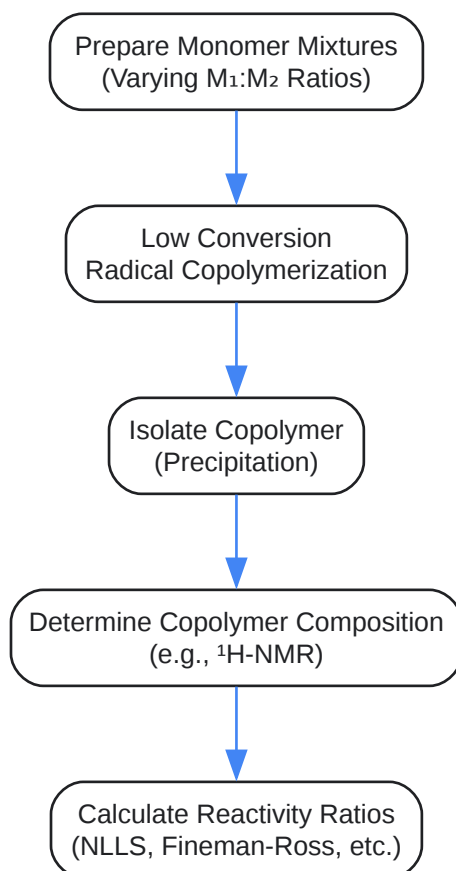 Prepare Monomer Mixtures
(Varying M₁:M₂ Ratios)
Low Conversion
Radical Copolymerization
Isolate Copolymer
(Precipitation)
Determine Copolymer Composition
(e.g., ¹H-NMR)
Calculate Reactivity Ratios
(NLLS, Fineman-Ross, etc.)